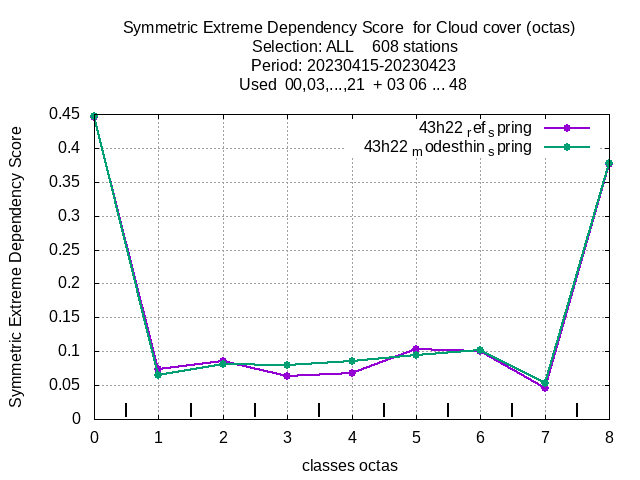 Symmetric Extreme Dependency Score  for Cloud cover (octas)
Selection: ALL    608 stations
Period: 20230415-20230423
Used  00,03,...,21  + 03 06 ... 48
43h22 ref spring
43h22 modesthin spring
Symmetric Extreme Dependency Score
0.45
0.4
0.35
0.3
0.25
0.2
0.15
0.1
0.05
0
0 1 2 3 4 5 6 7 8
classes octas